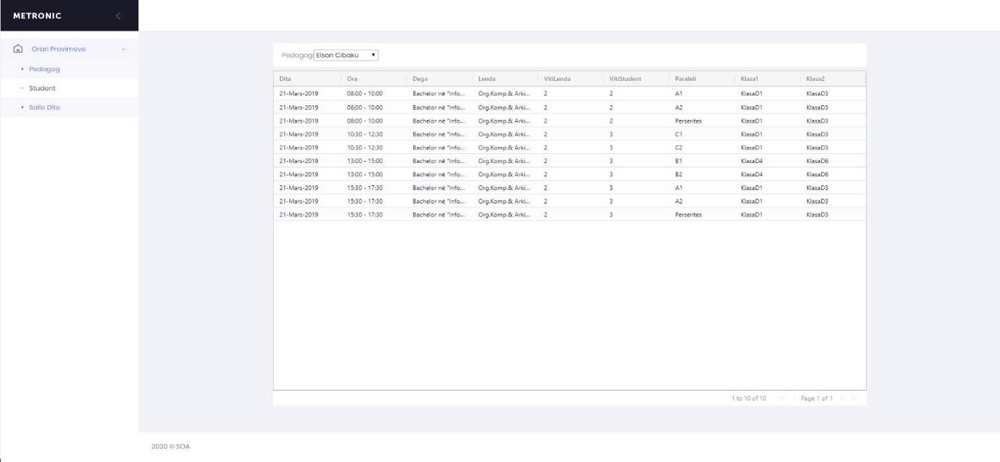 METRONIC
Orari Provimeve
Pedagog
Student
Salle Dite
Pedagog: Elson Cibaku
Dita Ora Dega Lenda VitiLenda VitiStudent Paraleli Klasa1 Klasa2
21-Mars-2019 08:00 - 10:00 Bachelor në "Info... Org.Komp.& Arki... 2 2 A1 KlasaD1 KlasaD3
21-Mars-2019 08:00 - 10:00 Bachelor në "Info... Org.Komp.& Arki... 2 2 A2 KlasaD1 KlasaD3
21-Mars-2019 08:00 - 10:00 Bachelor në "Info... Org.Komp.& Arki... 2 2 Perserites KlasaD1 KlasaD3
21-Mars-2019 10:30 - 12:30 Bachelor në "Info... Org.Komp.& Arki... 2 3 C1 KlasaD1 KlasaD3
21-Mars-2019 10:30 - 12:30 Bachelor në "Info... Org.Komp.& Arki... 2 3 C2 KlasaD1 KlasaD3
21-Mars-2019 13:00 - 15:00 Bachelor në "Info... Org.Komp.& Arki... 2 3 B1 KlasaD4 KlasaD6
21-Mars-2019 13:00 - 15:00 Bachelor në "Info... Org.Komp.& Arki... 2 3 B2 KlasaD4 KlasaD6
21-Mars-2019 15:30 - 17:30 Bachelor në "Info... Org.Komp.& Arki... 2 3 A1 KlasaD1 KlasaD3
21-Mars-2019 15:30 - 17:30 Bachelor në "Info... Org.Komp.& Arki... 2 3 A2 KlasaD1 KlasaD3
21-Mars-2019 15:30 - 17:30 Bachelor në "Info... Org.Komp.& Arki... 2 3 Perserites KlasaD1 KlasaD3
1 to 10 of 10 Page 1 of 1
2020 © SOA